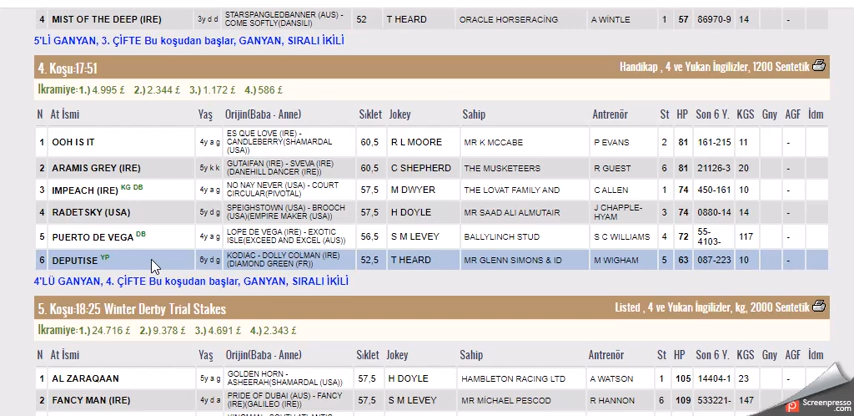 4 MIST OF THE DEEP (IRE) 3y d d STARSPANGLEDBANNER (AUS) - COME SOFTLY(DANSILI) 52 T HEARD ORACLE HORSERACING A WINTLE 1 57 86970-9 14 -
5'Lİ GANYAN, 3. ÇİFTE Bu koşudan başlar, GANYAN, SIRALI İKİLİ
4. Koşu:17-51 Handikap , 4 ve Yukarı İngilizler, 1200 Sentetik
İkramiye:1.) 4.995 £ 2.) 2.344 £ 3.) 1.172 £ 4.) 586 £
N At İsmi Yaş Orijin(Baba - Anne) Sıklet Jokey Sahip Antrenör St HP Son 6 Y. KGS Gny AGF İdm
1 OOH IS IT 4y a g ES QUE LOVE (IRE) - CANDLEBERRY(SHAMARDAL (USA)) 60,5 R L MOORE MR K MCCABE P EVANS 2 81 161-215 11 -
2 ARAMIS GREY (IRE) 5y k k GUTAIFAN (IRE) - SVEVA (IRE) (DANEHILL DANCER (IRE)) 60,5 C SHEPHERD THE MUSKETEERS R GUEST 6 81 21126-3 20 -
3 IMPEACH (IRE) KG DB 4y a g NO NAY NEVER (USA) - COURT CIRCULAR(PIVOTAL) 57,5 M DWYER THE LOVAT FAMILY AND C ALLEN 1 74 450-161 10 -
4 RADETSKY (USA) 5y d g SPEIGHSTOWN (USA) - BROOCH (USA)(EMPIRE MAKER (USA)) 57,5 H DOYLE MR SAAD ALI ALMUTAIR J CHAPPLE-HYAM 3 74 0880-14 14 -
5 PUERTO DE VEGA DB 4y a g LOPE DE VEGA (IRE) - EXOTIC ISLE(EXCEED AND EXCEL (AUS)) 56,5 S M LEVEY BALLYLINCH STUD S C WILLIAMS 4 72 55-4103- 117 -
6 DEPUTISE YP 6y d g KODIAC - DOLLY COLMAN (IRE) (DIAMOND GREEN (FR)) 52,5 T HEARD MR GLENN SIMONS & ID M WIGHAM 5 63 087-223 10 -
4'LÜ GANYAN, 4. ÇİFTE Bu koşudan başlar, GANYAN, SIRALI İKİLİ
5. Koşu:18-25 Winter Derby Trial Stakes Listed , 4 ve Yukarı İngilizler, kg, 2000 Sentetik
İkramiye:1.) 24.716 £ 2.) 9.378 £ 3.) 4.691 £ 4.) 2.343 £
N At İsmi Yaş Orijin(Baba - Anne) Sıklet Jokey Sahip Antrenör St HP Son 6 Y. KGS Gny AGF İdm
1 AL ZARAQAAN 5y a g GOLDEN HORN - ASHEERAH(SHAMARDAL (USA)) 57,5 H DOYLE HAMBLETON RACING LTD A WATSON 1 105 14404-1 23 -
2 FANCY MAN (IRE) 4y d a PRIDE OF DUBAI (AUS) - FANCY (IRE)(GALILEO (IRE)) 57,5 S M LEVEY MR MİCHAEL PESCOD R HANNON 6 109 533221- 147 -
Screenpresso
.com